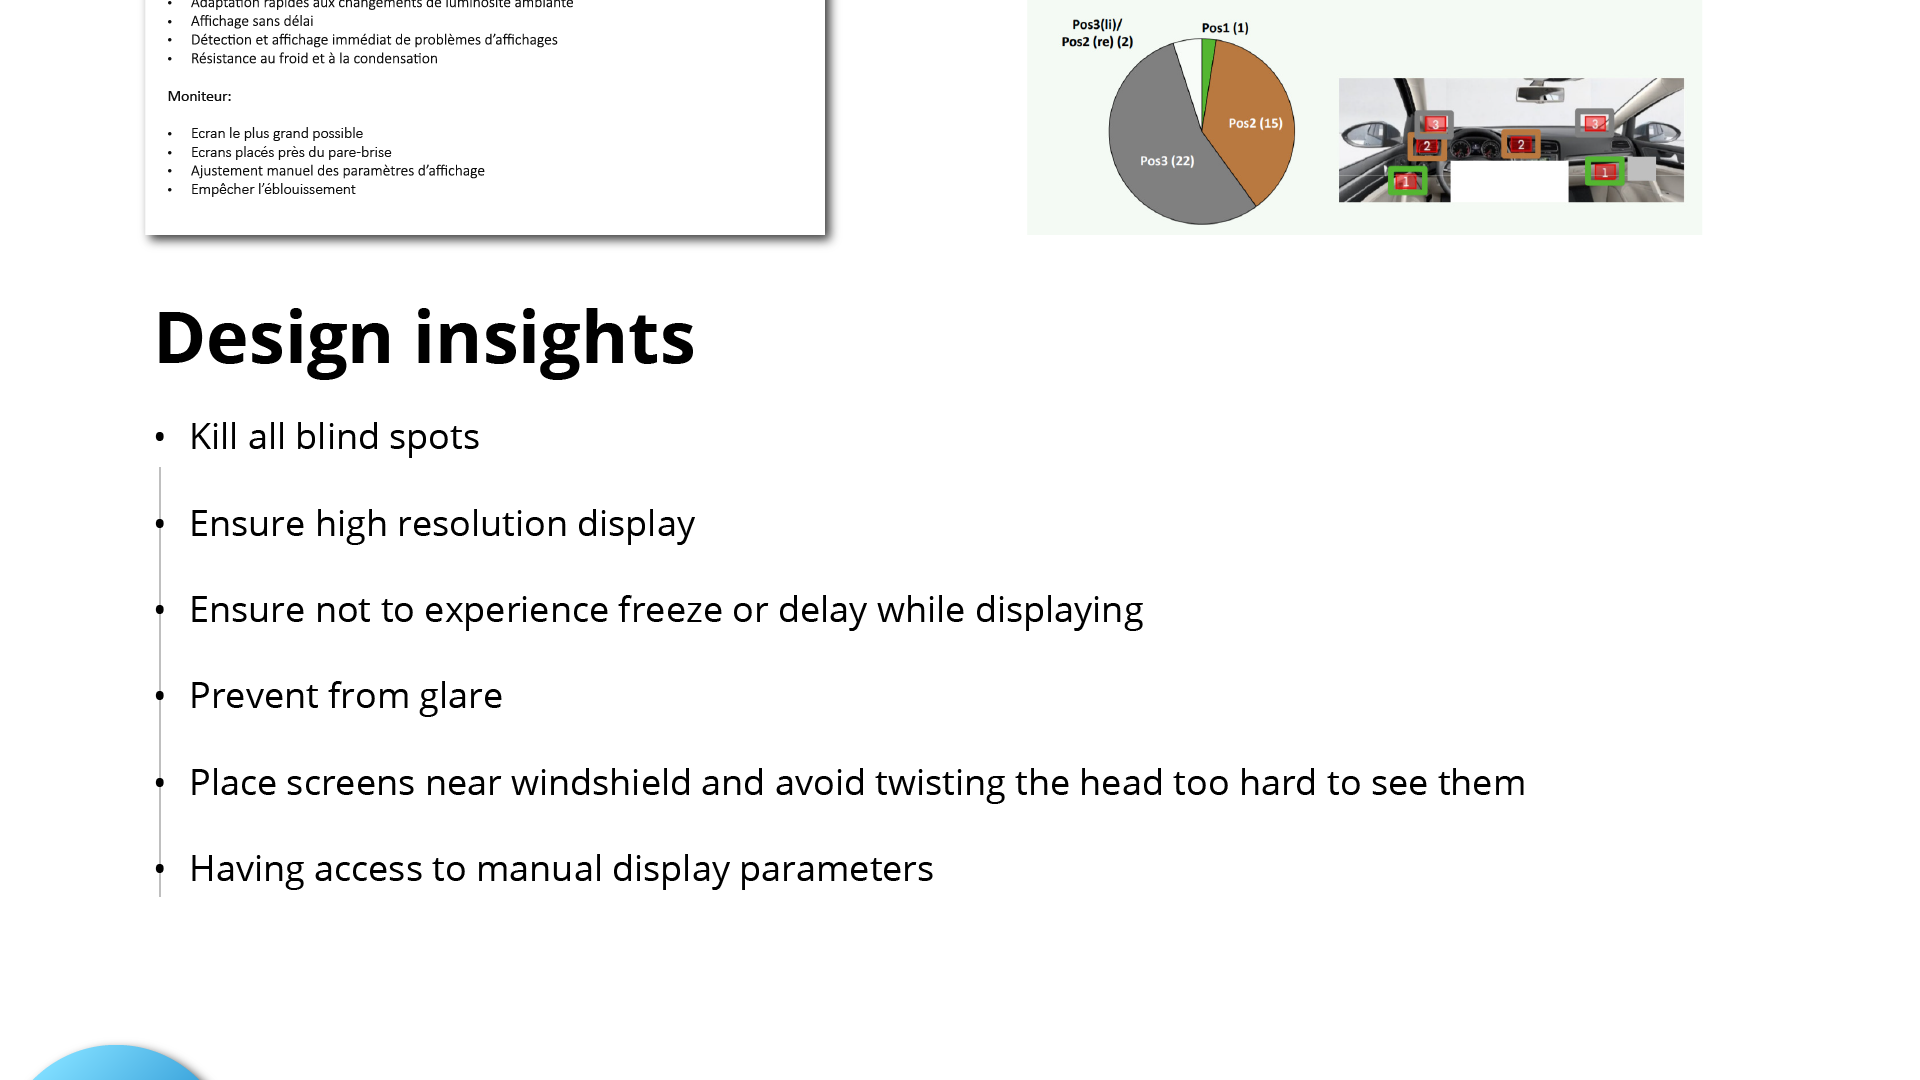 Adaptation rapides aux changements de luminosité ambiante
• Affichage sans délai
• Détection et affichage immédiat de problèmes d’affichages
• Résistance au froid et à la condensation
Moniteur:
• Ecran le plus grand possible
• Ecrans placés près du pare-brise
• Ajustement manuel des paramètres d’affichage
• Empêcher l’éblouissement
Pos3(li)/
Pos2 (re) (2)
Pos1 (1)
Pos2 (15)
Pos3 (22)
3
3
2
2
1
1
Design insights
• Kill all blind spots
• Ensure high resolution display
• Ensure not to experience freeze or delay while displaying
• Prevent from glare
• Place screens near windshield and avoid twisting the head too hard to see them
• Having access to manual display parameters